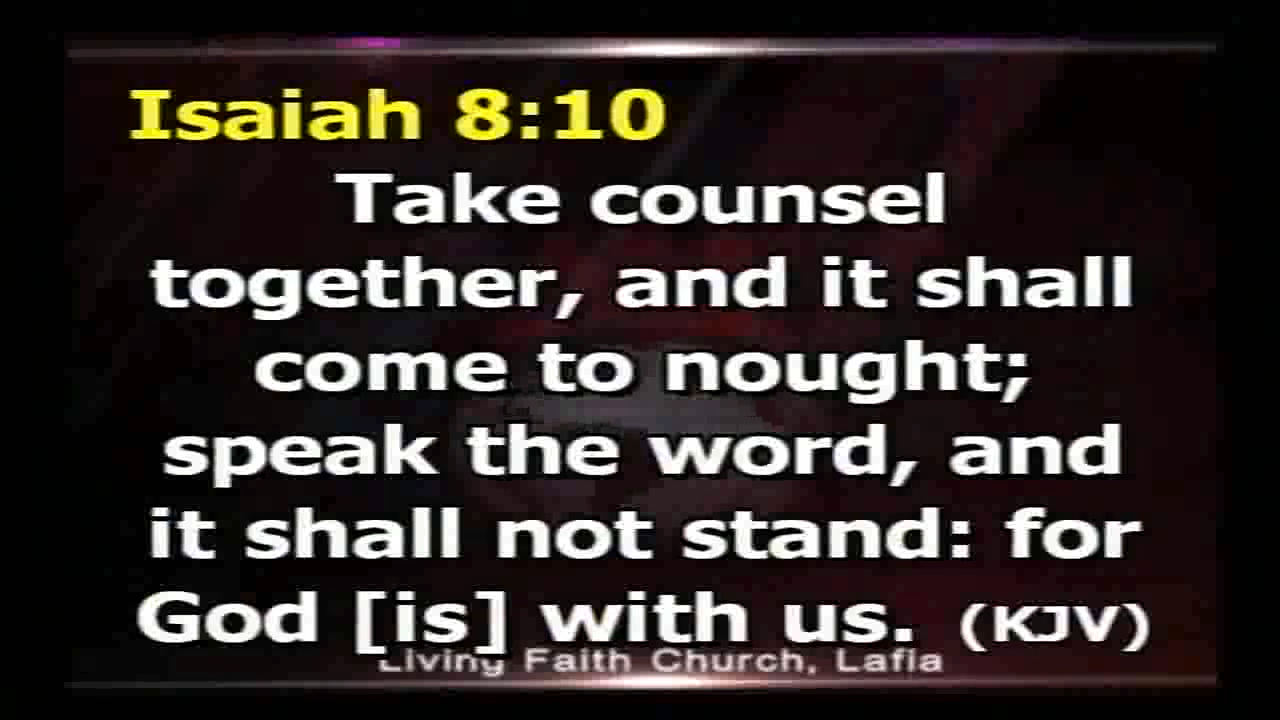 Isaiah 8:10
Take counsel
together, and it shall
come to nought;
speak the word, and
it shall not stand: for
God [is] with us. (KJV)
Living Faith Church, Lafia